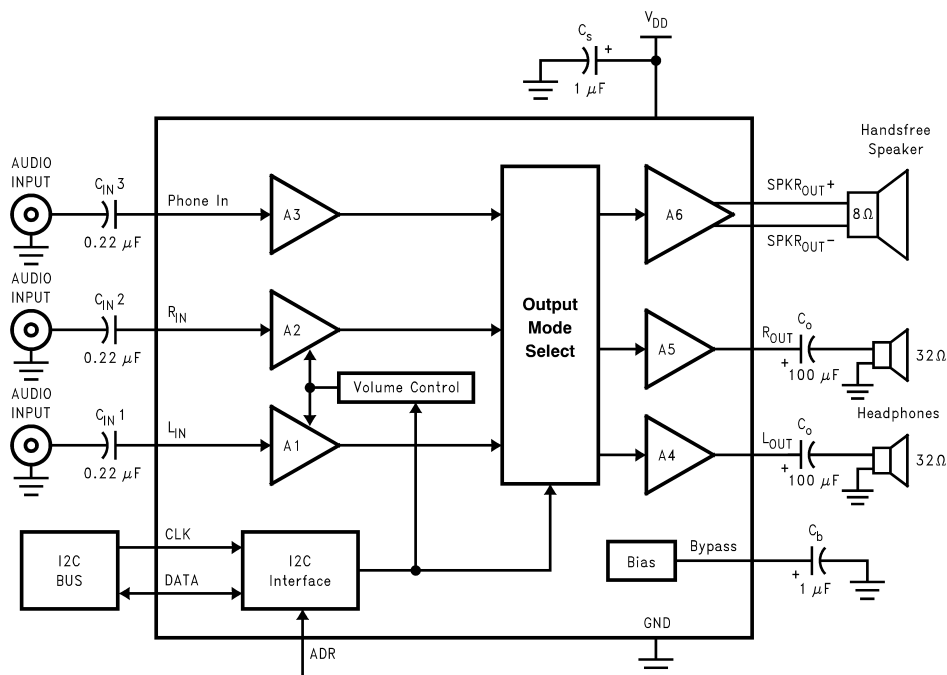 V_DD
C_s
+
1 µF
Handsfree
Speaker
AUDIO
INPUT
C_IN 3
0.22 µF
Phone In
A3
A6
SPKR_OUT+
SPKR_OUT−
8Ω
AUDIO
INPUT
C_IN 2
0.22 µF
R_IN
A2
Output
Mode
Select
A5
R_OUT
C_o
+
100 µF
32Ω
Volume Control
AUDIO
INPUT
C_IN 1
0.22 µF
L_IN
A1
A4
L_OUT
C_o
+
100 µF
Headphones
32Ω
I2C
BUS
CLK
DATA
I2C
Interface
ADR
Bias
Bypass
C_b
+
1 µF
GND